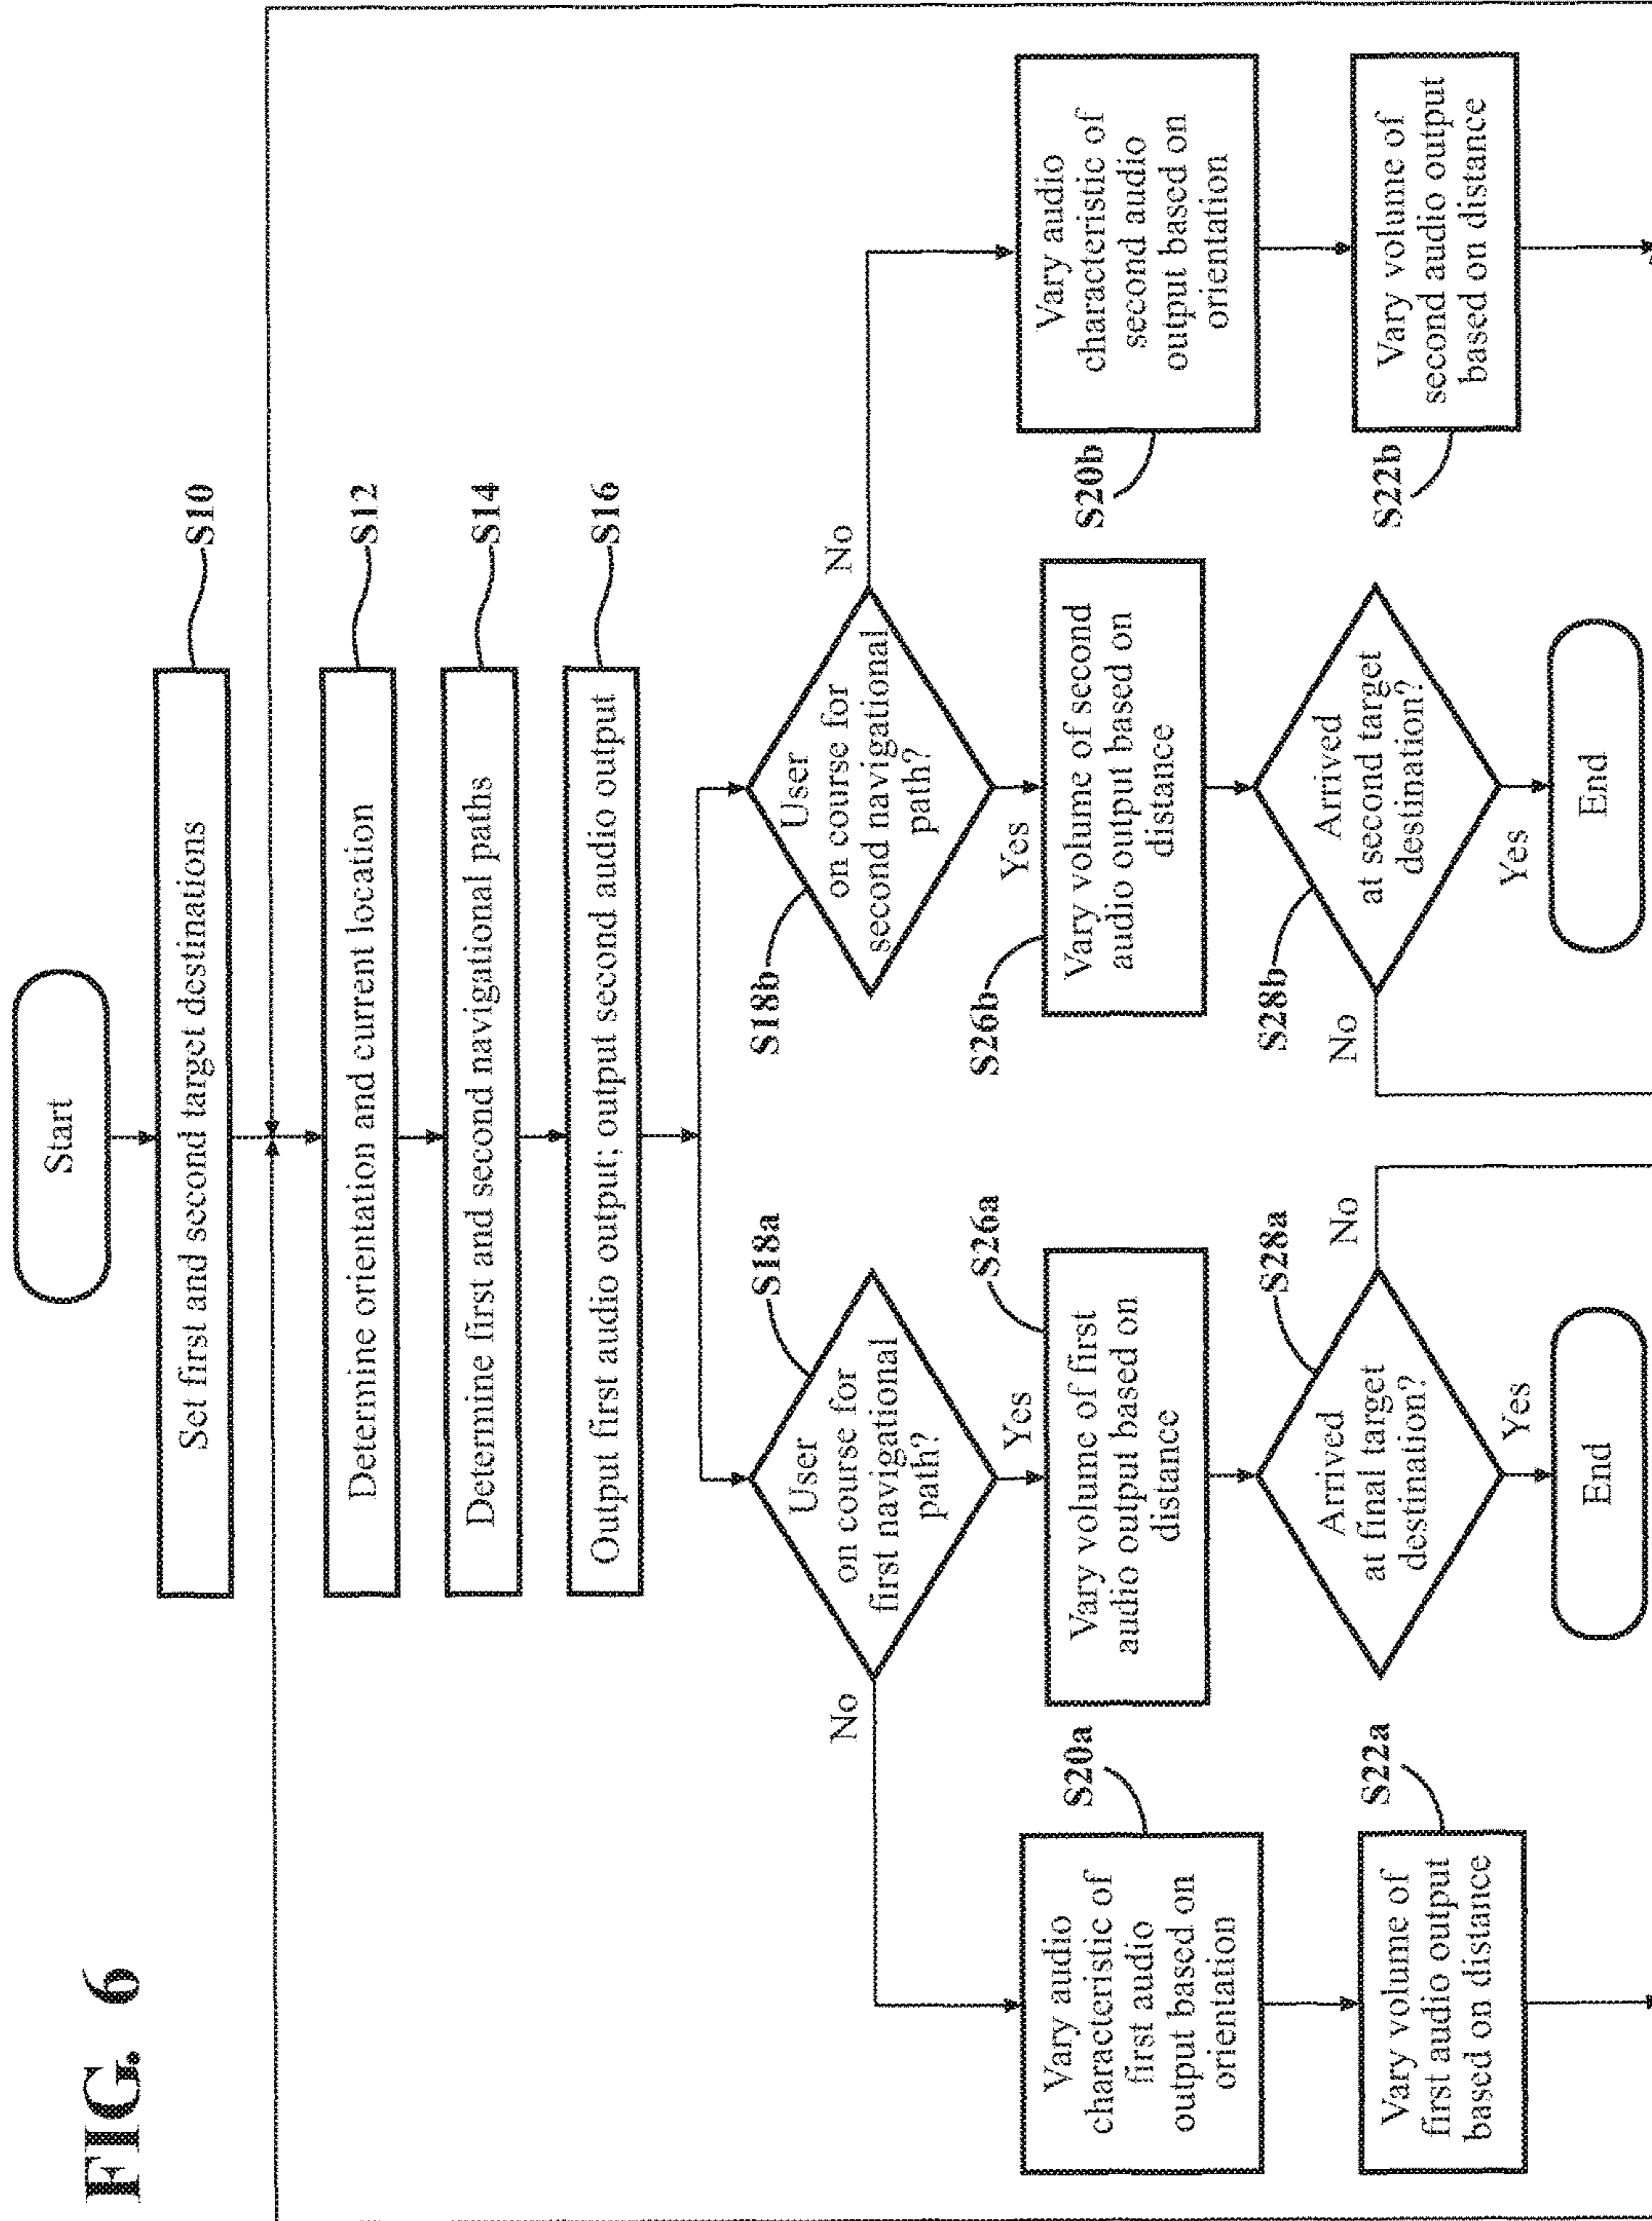 FIG. 6
Start
Set first and second target destinations
S10
Determine orientation and current location
S12
Determine first and second navigational paths
S14
Output first audio output; output second audio output
S16
User
on course for
first navigational
path?
S18a
No
Yes
Vary audio
characteristic of
first audio
output based on
orientation
S20a
Vary volume of
first audio output
based on distance
S22a
Vary volume of first
audio output based on
distance
S26a
Arrived
at final target
destination?
S28a
No
Yes
End
User
on course for
second navigational
path?
S18b
No
Yes
Vary volume of second
audio output based on
distance
S26b
Arrived
at second target
destination?
S28b
No
Yes
End
Vary audio
characteristic of
second audio
output based on
orientation
S20b
Vary volume of
second audio output
based on distance
S22b